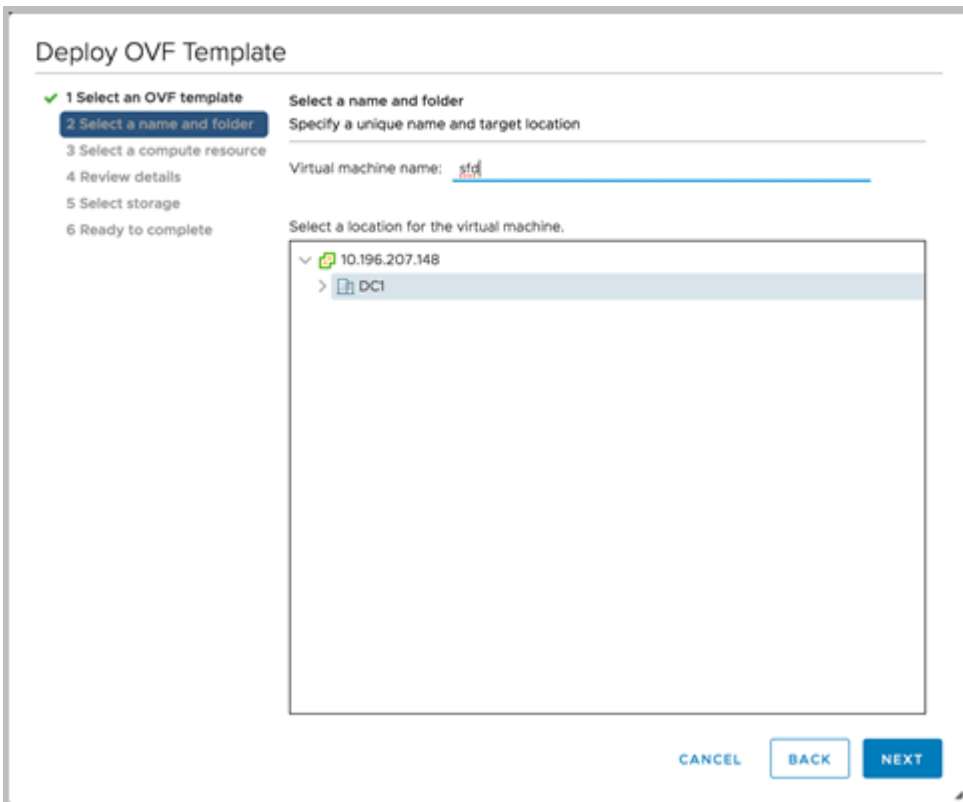 Deploy OVF Template
1 Select an OVF template
2 Select a name and folder
3 Select a compute resource
4 Review details
5 Select storage
6 Ready to complete
Select a name and folder
Specify a unique name and target location
Virtual machine name: sfd
Select a location for the virtual machine.
10.196.207.148
DC1
CANCEL BACK NEXT